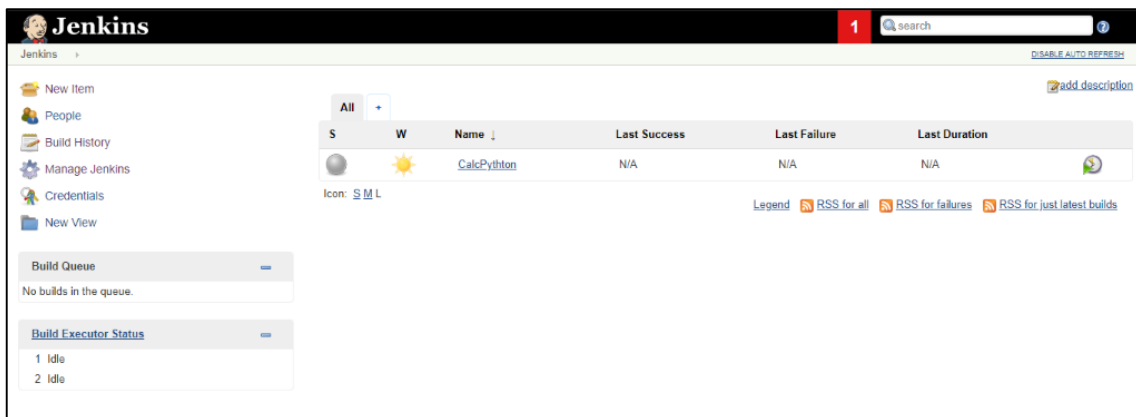 Jenkins
1
search
Jenkins
DISABLE AUTO REFRESH
New Item
People
Build History
Manage Jenkins
Credentials
New View
Build Queue
No builds in the queue.
Build Executor Status
1 Idle
2 Idle
add description
All +
S W Name ↓ Last Success Last Failure Last Duration
CalcPythton N/A N/A N/A
Icon: S M L
Legend RSS for all RSS for failures RSS for just latest builds